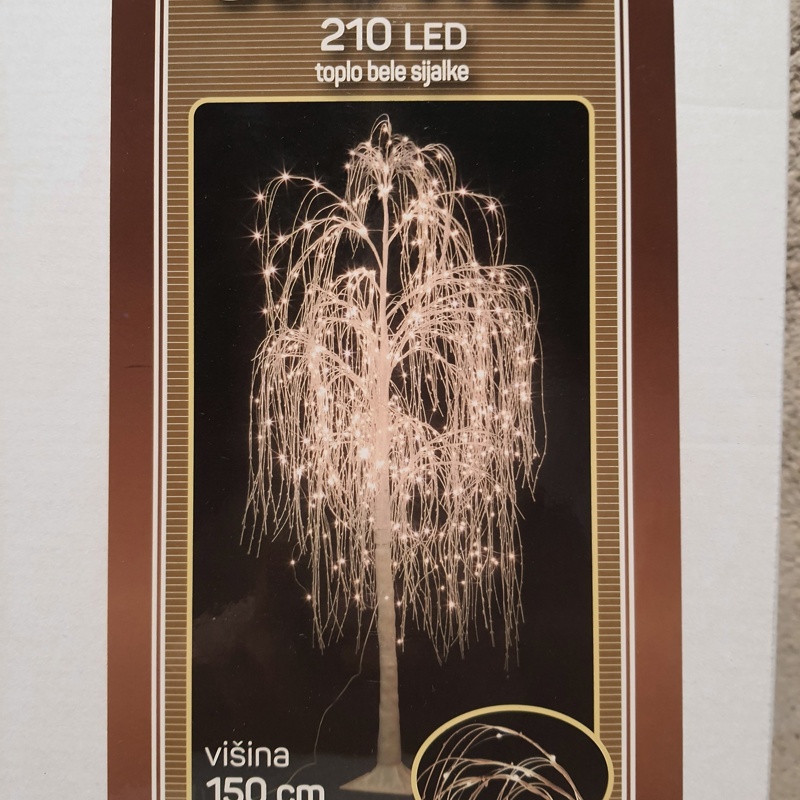 210 LED
toplo bele sijalke
višina
150 cm